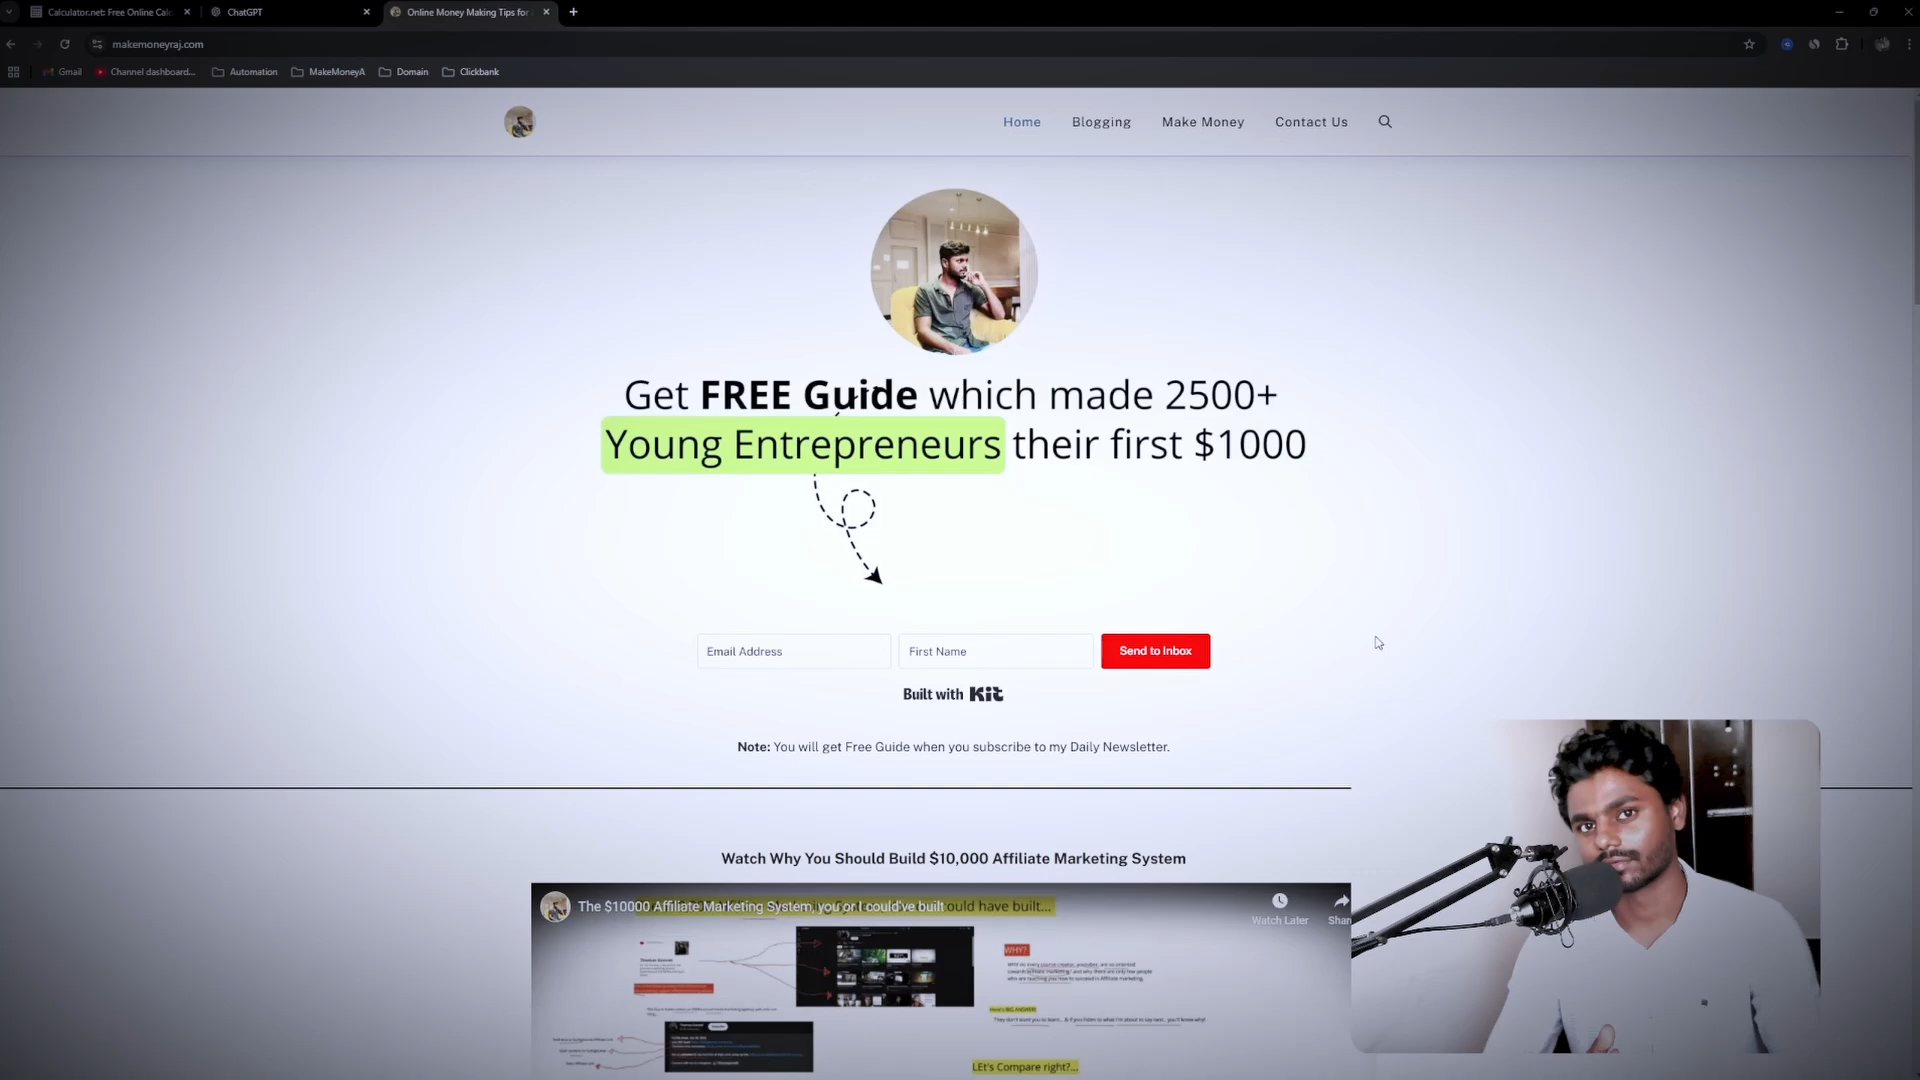 Calculator.net: Free Online Calc
ChatGPT
Online Money Making Tips for
makemoneyraj.com
Gmail
Channel dashboard...
Automation
MakeMoneyA
Domain
Clickbank
Home
Blogging
Make Money
Contact Us
Get FREE Guide which made 2500+
Young Entrepreneurs their first $1000
Email Address
First Name
Send to Inbox
Built with Kit
Note: You will get Free Guide when you subscribe to my Daily Newsletter.
Watch Why You Should Build $10,000 Affiliate Marketing System
The $10000 Affiliate Marketing System, you or I could've built
ould have built...
Watch Later
Shar
WHY?
LEt's Compare right?...